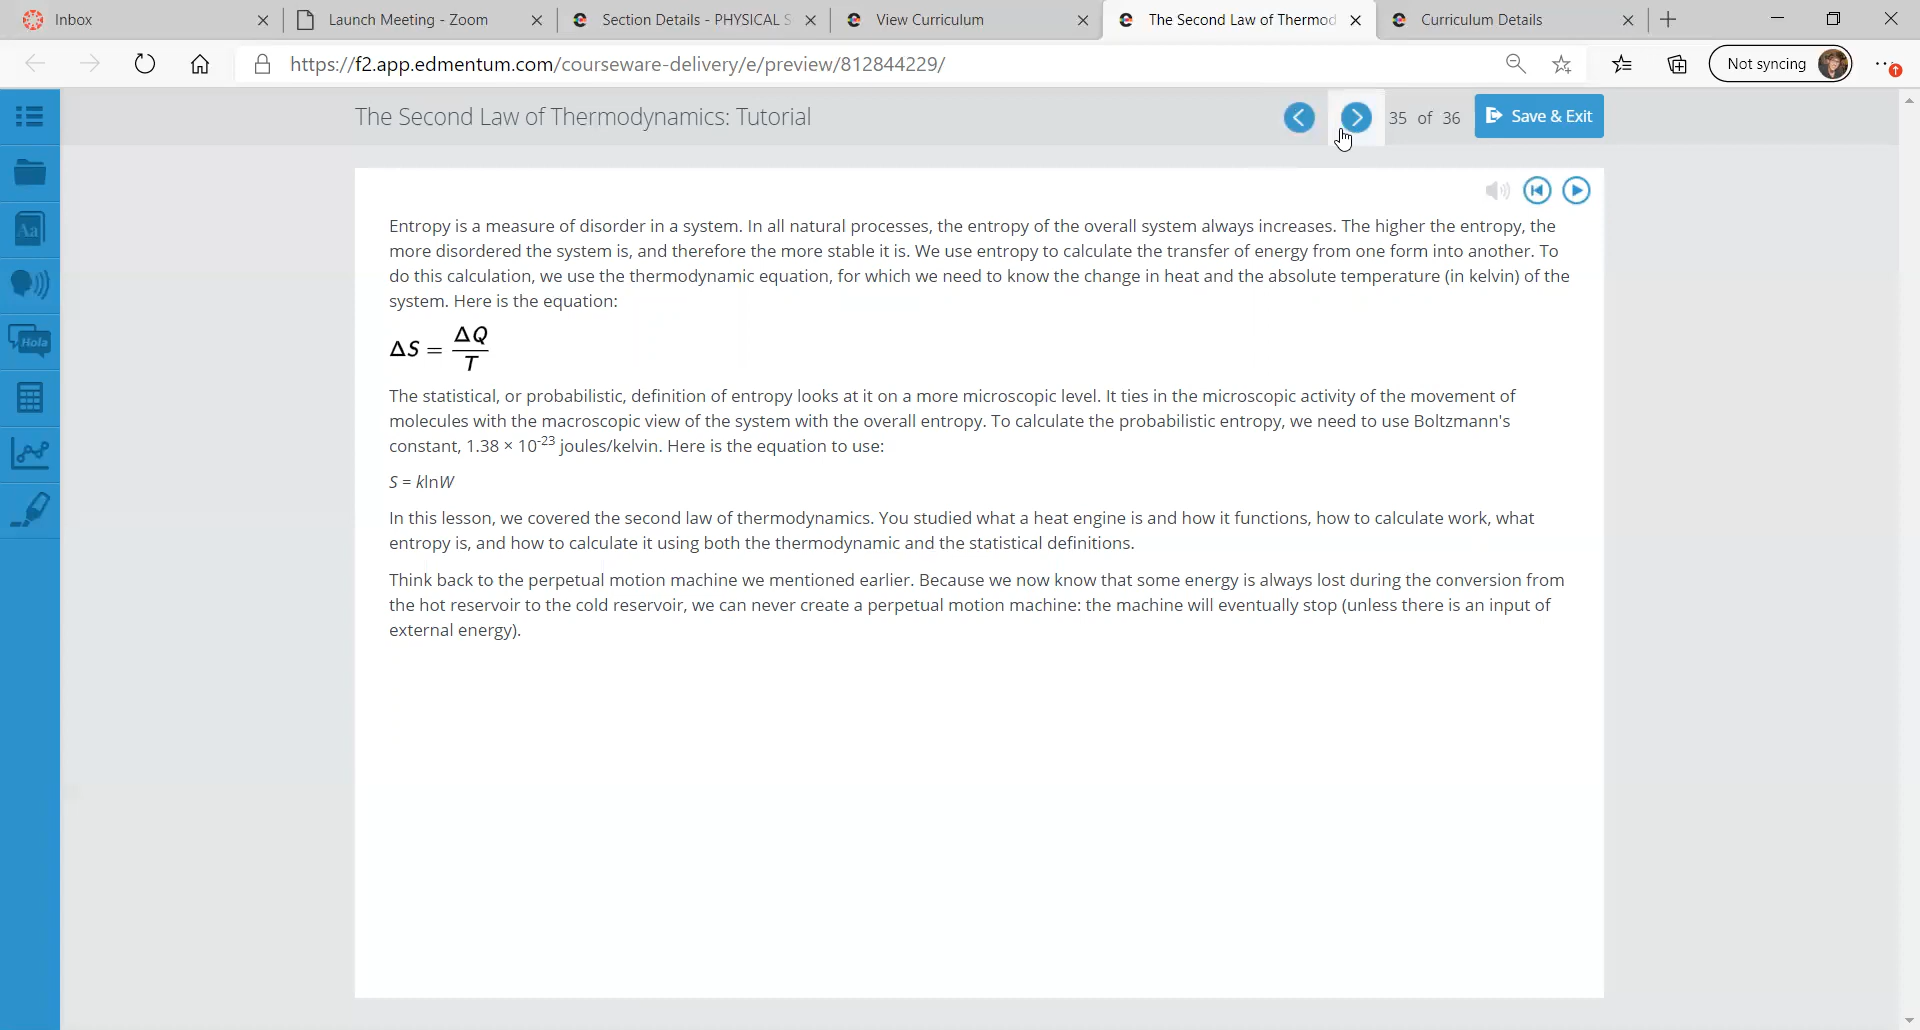 Inbox
Launch Meeting - Zoom
Section Details - PHYSICAL S
View Curriculum
The Second Law of Thermod
Curriculum Details
https://f2.app.edmentum.com/courseware-delivery/e/preview/812844229/
Not syncing
The Second Law of Thermodynamics: Tutorial
35 of 36
Save & Exit
Aa
Hola
Entropy is a measure of disorder in a system. In all natural processes, the entropy of the overall system always increases. The higher the entropy, the
more disordered the system is, and therefore the more stable it is. We use entropy to calculate the transfer of energy from one form into another. To
do this calculation, we use the thermodynamic equation, for which we need to know the change in heat and the absolute temperature (in kelvin) of the
system. Here is the equation:
ΔS = ΔQ/T
The statistical, or probabilistic, definition of entropy looks at it on a more microscopic level. It ties in the microscopic activity of the movement of
molecules with the macroscopic view of the system with the overall entropy. To calculate the probabilistic entropy, we need to use Boltzmann's
constant, 1.38 × 10⁻²³ joules/kelvin. Here is the equation to use:
S = klnW
In this lesson, we covered the second law of thermodynamics. You studied what a heat engine is and how it functions, how to calculate work, what
entropy is, and how to calculate it using both the thermodynamic and the statistical definitions.
Think back to the perpetual motion machine we mentioned earlier. Because we now know that some energy is always lost during the conversion from
the hot reservoir to the cold reservoir, we can never create a perpetual motion machine: the machine will eventually stop (unless there is an input of
external energy).